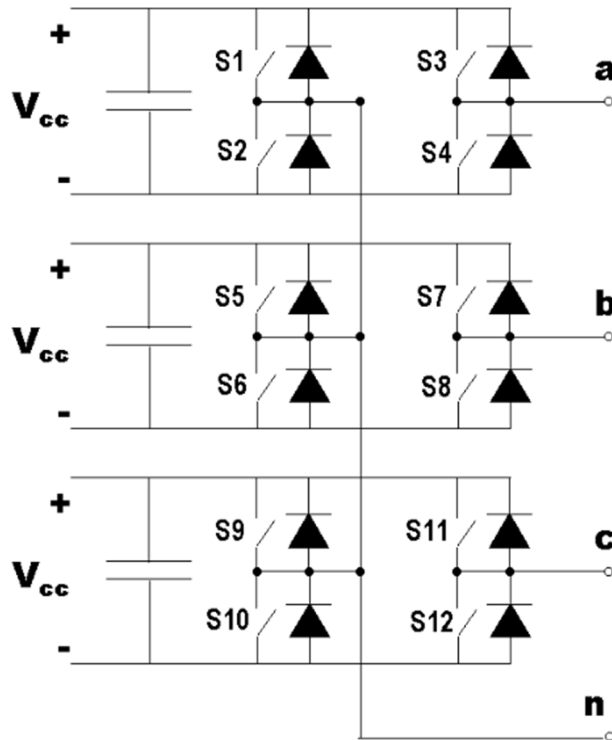 +
S1
S3
a
Vcc
S2
S4
-
+
S5
S7
b
Vcc
S6
S8
-
+
S9
S11
c
Vcc
S10
S12
-
n